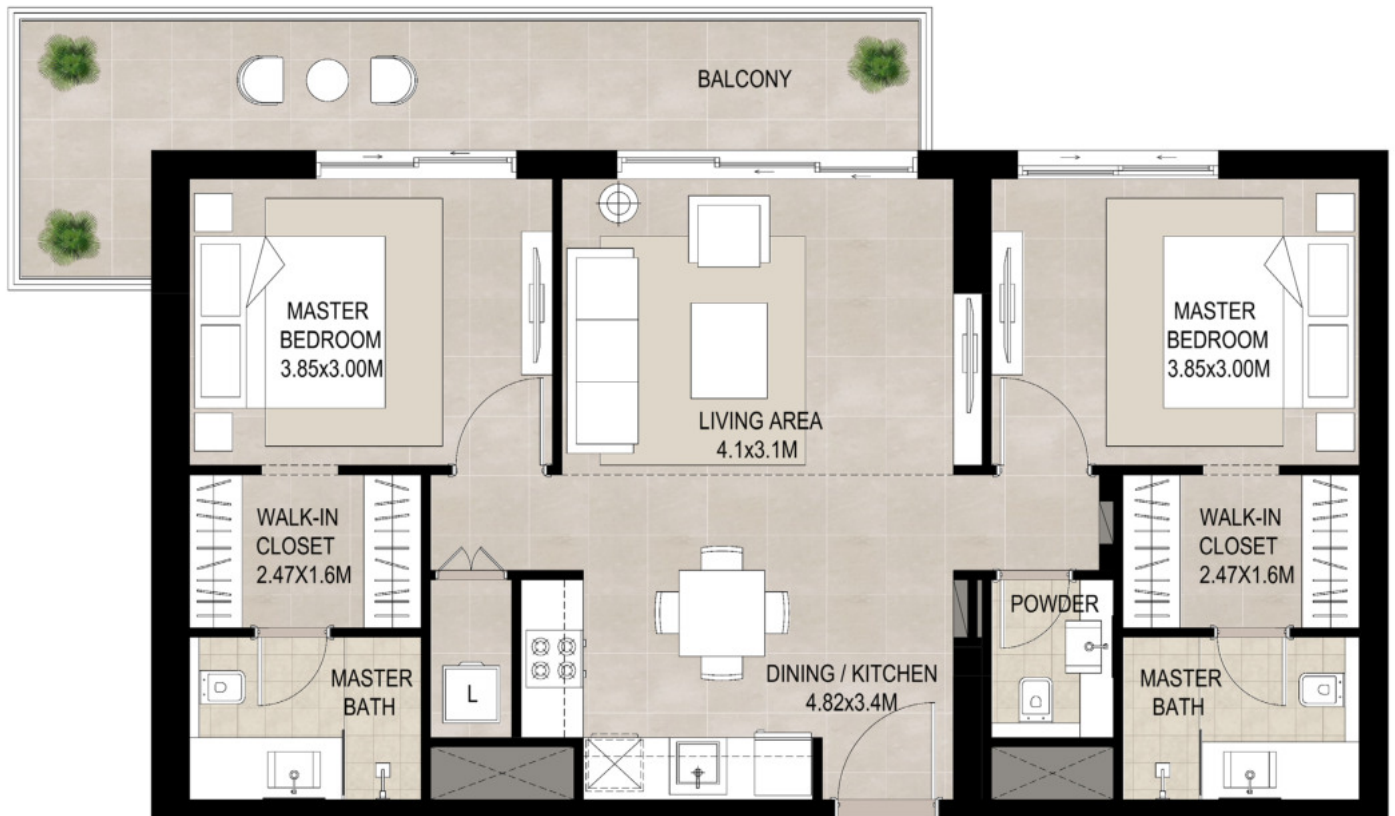 BALCONY
MASTER
BEDROOM
3.85x3.00M
LIVING AREA
4.1x3.1M
MASTER
BEDROOM
3.85x3.00M
WALK-IN
CLOSET
2.47X1.6M
WALK-IN
CLOSET
2.47X1.6M
POWDER
DINING / KITCHEN
4.82x3.4M
MASTER
BATH
L
MASTER
BATH